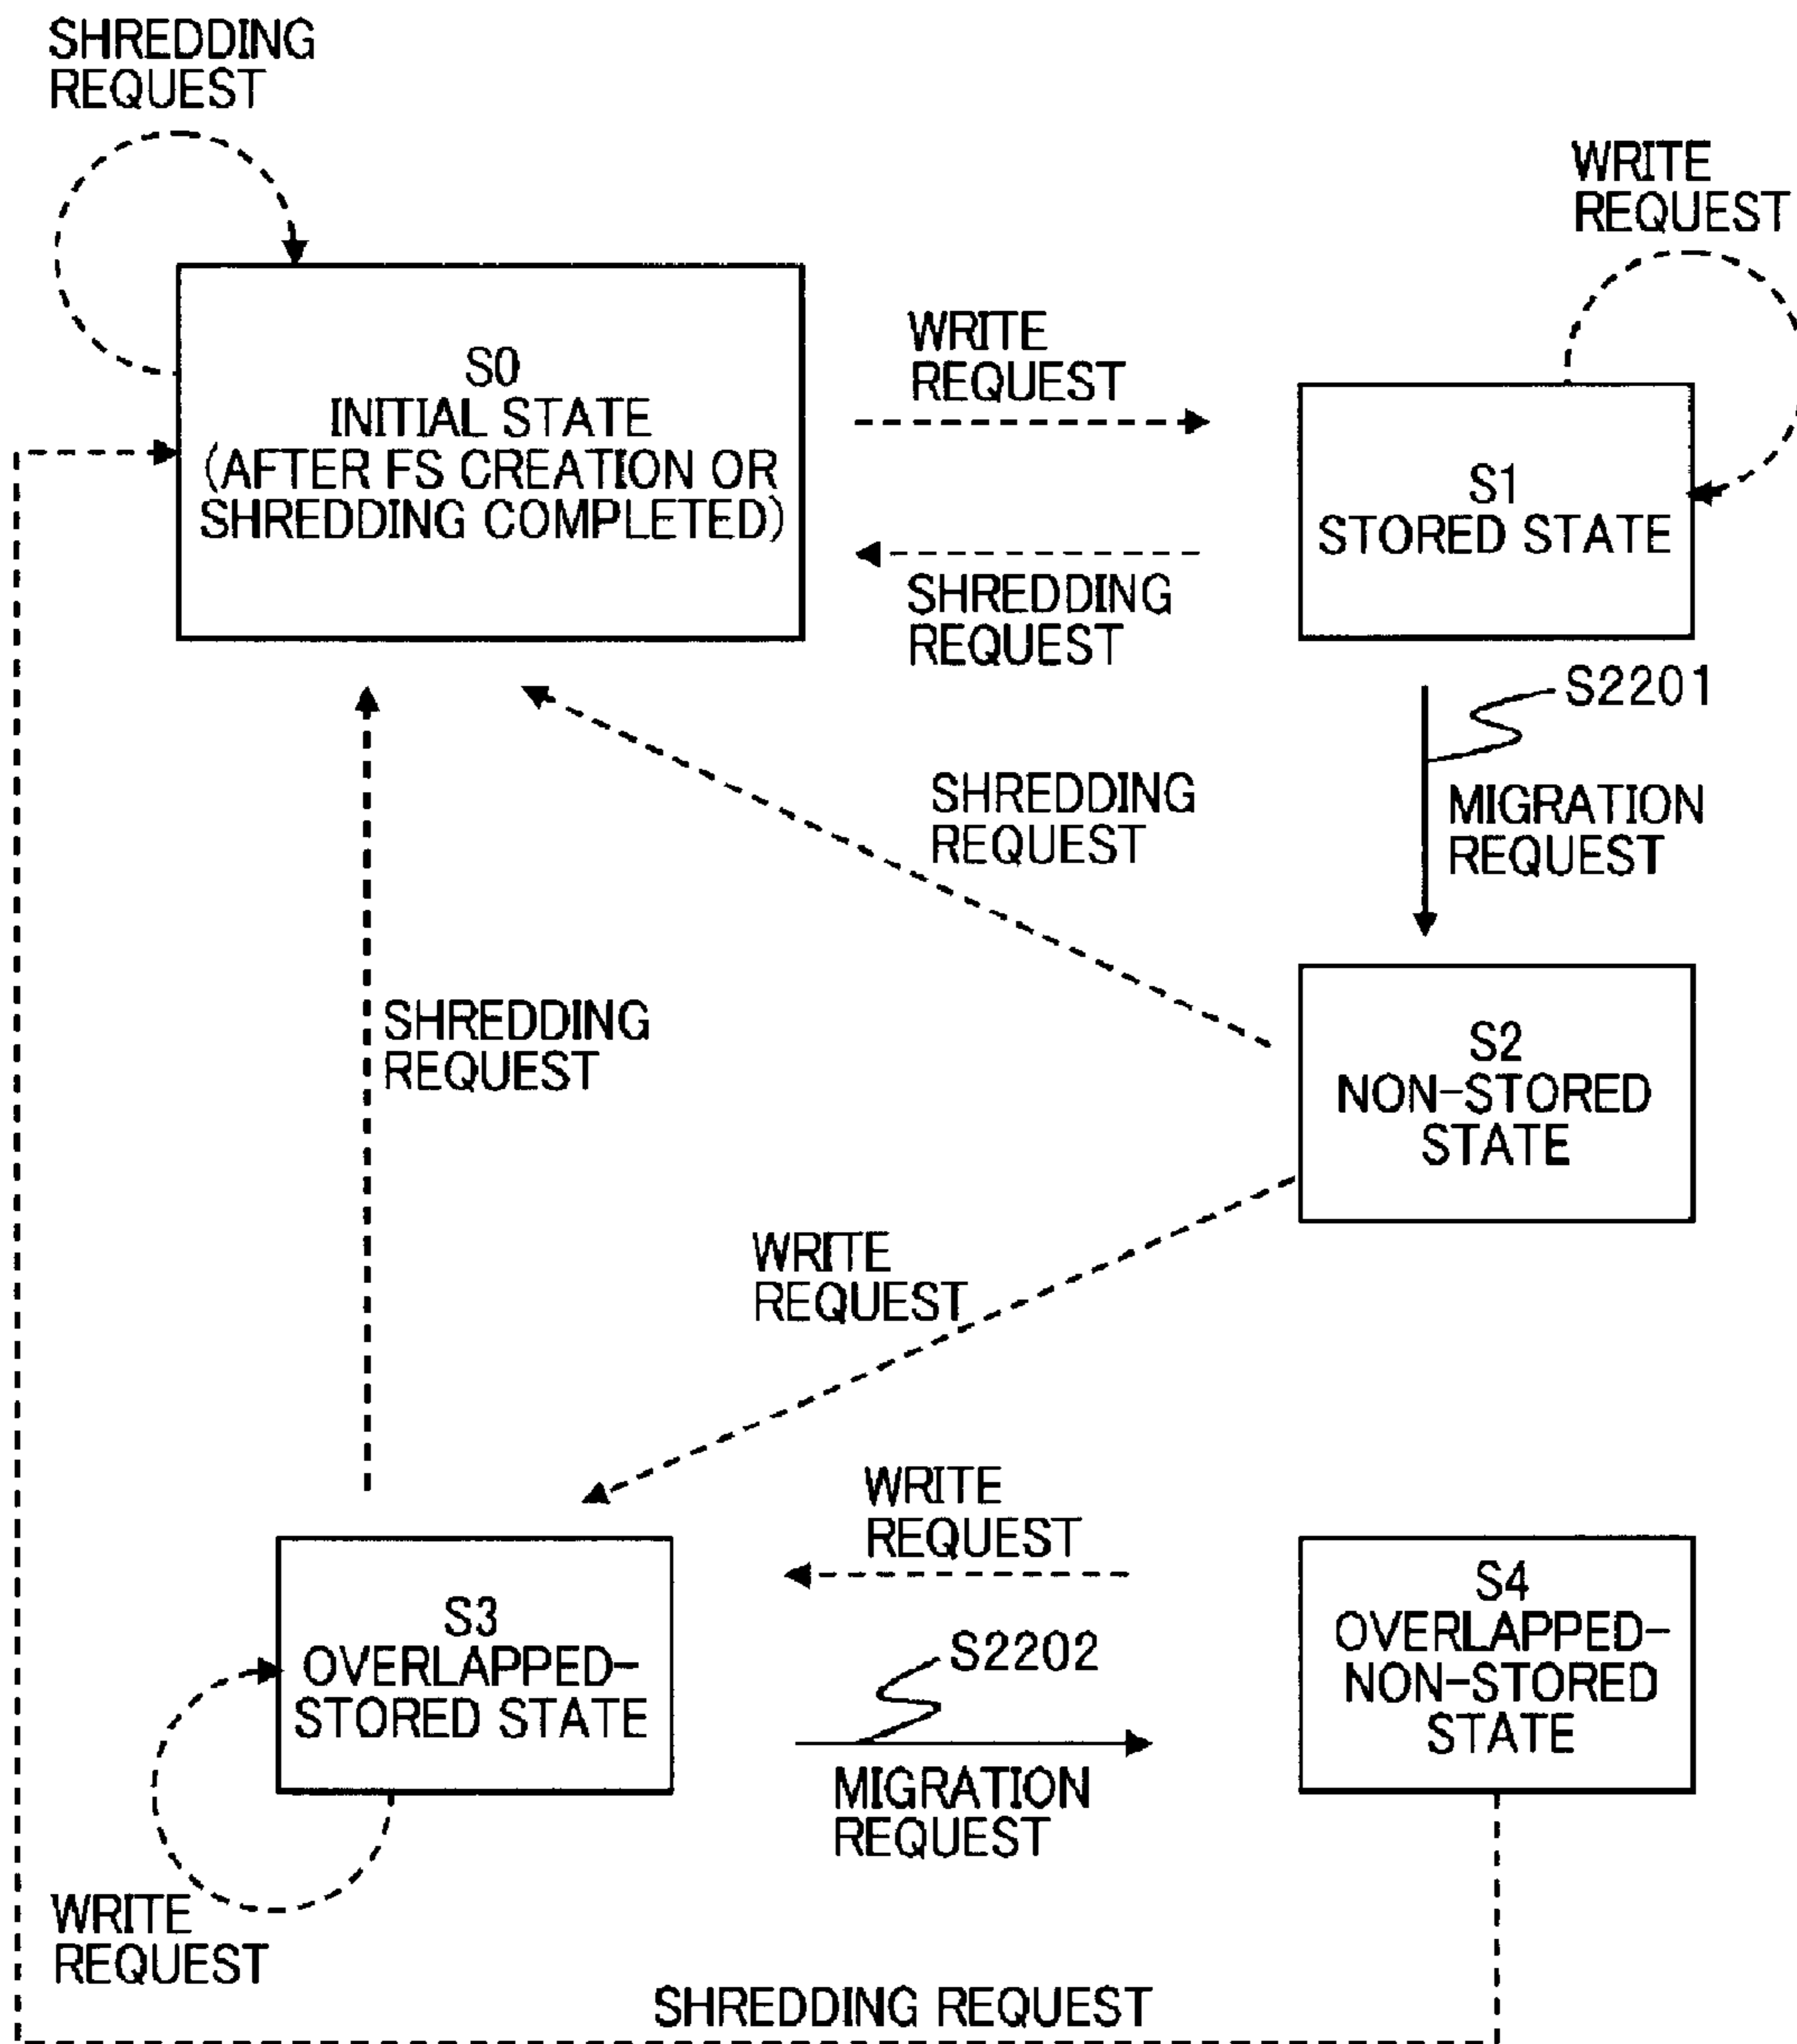 SHREDDING
REQUEST
WRITE
REQUEST
S0
INITIAL STATE
(AFTER FS CREATION OR
SHREDDING COMPLETED)
WRITE
REQUEST
S1
STORED STATE
SHREDDING
REQUEST
S2201
MIGRATION
REQUEST
SHREDDING
REQUEST
SHREDDING
REQUEST
S2
NON-STORED
STATE
WRITE
REQUEST
WRITE
REQUEST
S3
OVERLAPPED-
STORED STATE
S4
OVERLAPPED-
NON-STORED
STATE
S2202
MIGRATION
REQUEST
WRITE
REQUEST
SHREDDING REQUEST